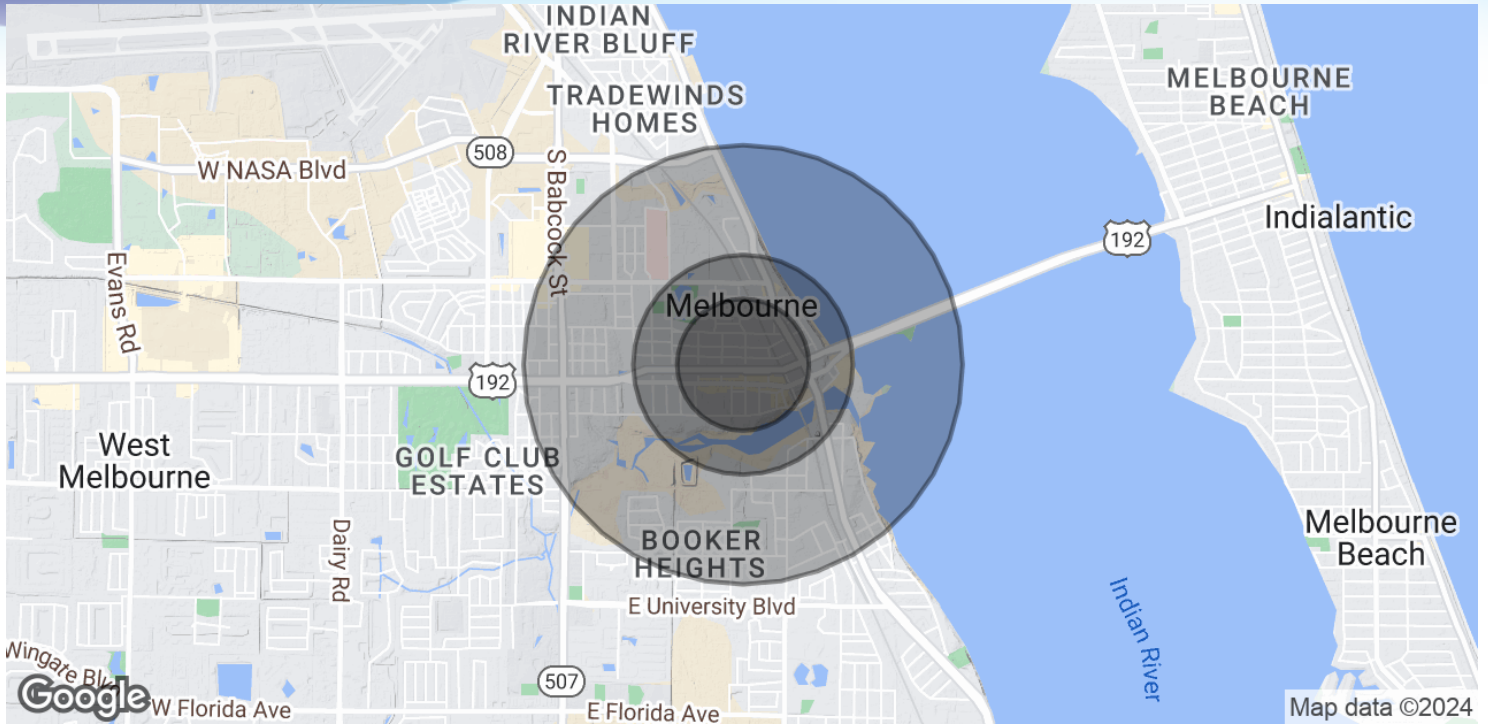 INDIAN
RIVER BLUFF
TRADEWINDS
HOMES
MELBOURNE
BEACH
508
W NASA Blvd
S Babcock St
Indialantic
192
Evans Rd
Melbourne
192
West
Melbourne
GOLF CLUB
ESTATES
Dairy Rd
BOOKER
HEIGHTS
Melbourne
Beach
E University Blvd
Indian River
Wingate Blv
507
Google
W Florida Ave
E Florida Ave
Map data ©2024